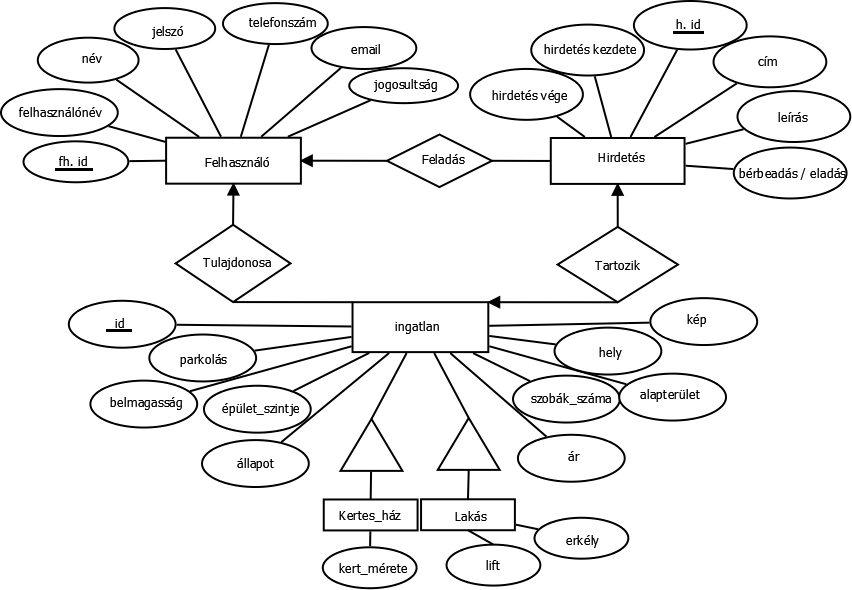 telefonszám
h. id
jelszó
email
hirdetés kezdete
név
cím
jogosultság
hirdetés vége
felhasználónév
leírás
fh. id
Felhasználó
Feladás
Hirdetés
bérbeadás / eladás
Tulajdonosa
Tartozik
id
ingatlan
kép
parkolás
hely
belmagasság
épület_szintje
szobák_száma
alapterület
állapot
ár
Kertes_ház
Lakás
erkély
kert_mérete
lift